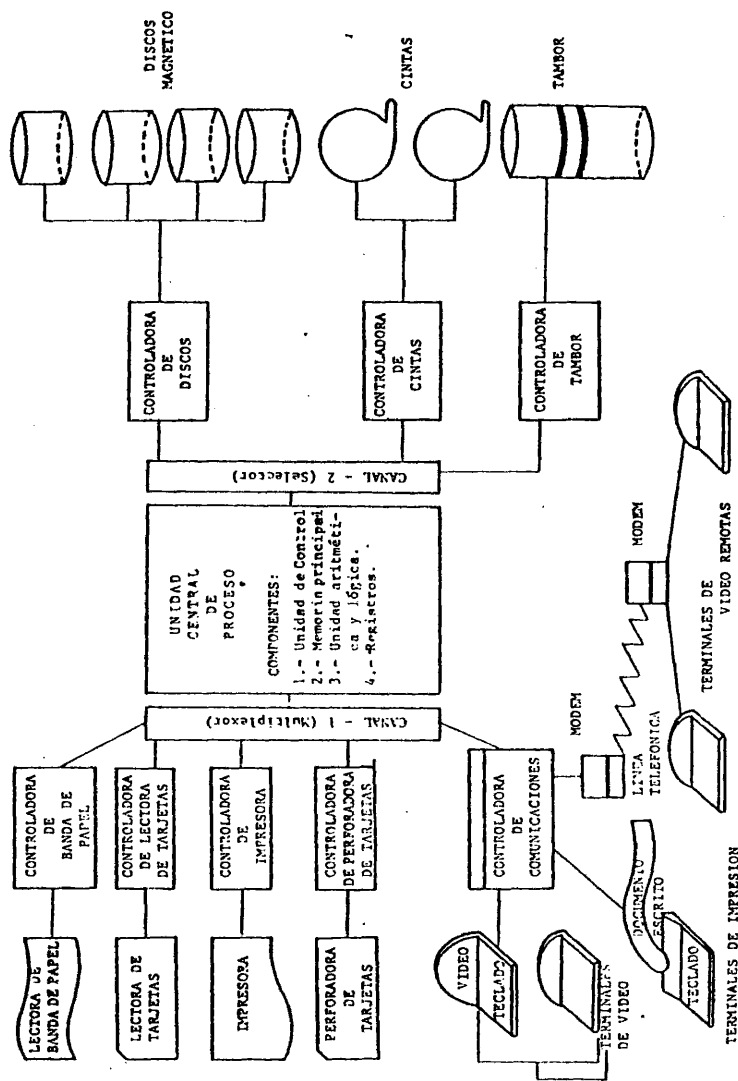 LECTORA DE
BANDA DE PAPEL
LECTORA DE
TARJETAS
IMPRESORA
PERFORADORA
DE
TARJETAS
CONTROLADORA
DE
BANDA DE
PAPEL
CONTROLADORA
DE LECTORA
DE TARJETAS
CONTROLADORA
DE
IMPRESORA
CONTROLADORA
DE PERFORADORA
DE TARJETAS
CANAL - 1 (Multiplexor)
UNIDAD
CENTRAL
DE
PROCESO
COMPONENTES:
1.- Unidad de Control
2.- Memorin principal
3.- Unidad aritméti-
ca y lógica.
4.- Registros.
CANAL - 2 (Selector)
CONTROLADORA
DE
DISCOS
CONTROLADORA
DE
CINTAS
CONTROLADORA
DE
TAMBOR
DISCOS
MAGNETICO
CINTAS
TAMBOR
VIDEO
TECLADO
TERMINALES
DE VIDEO
CONTROLADORA
DE
COMUNICACIONES
DOCUMENTO
ESCRITO
TECLADO
TERMINALES DE IMPRESION
MODEM
LINEA
TELEFONICA
MODEM
TERMINALES DE
VIDEO REMOTAS